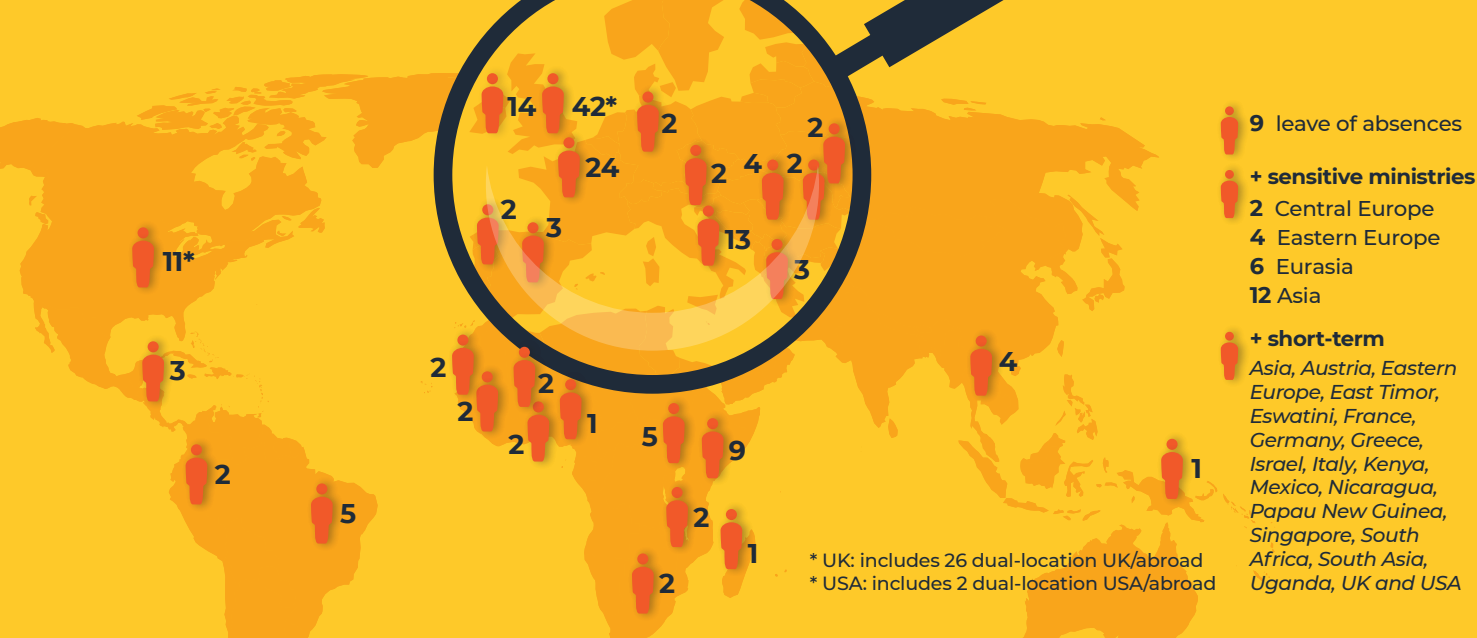 14
42*
2
24
2
4
2
2
2
3
13
3
11*
3
2
5
2
2
2
2
1
5
9
2
1
2
4
1
* UK: includes 26 dual-location UK/abroad
* USA: includes 2 dual-location USA/abroad
9 leave of absences
+ sensitive ministries
2 Central Europe
4 Eastern Europe
6 Eurasia
12 Asia
+ short-term
Asia, Austria, Eastern
Europe, East Timor,
Eswatini, France,
Germany, Greece,
Israel, Italy, Kenya,
Mexico, Nicaragua,
Papau New Guinea,
Singapore, South
Africa, South Asia,
Uganda, UK and USA